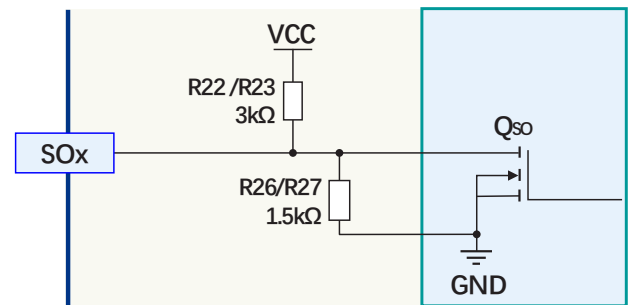 VCC
R22 /R23
3kΩ
QSO
SOx
R26/R27
1.5kΩ
GND